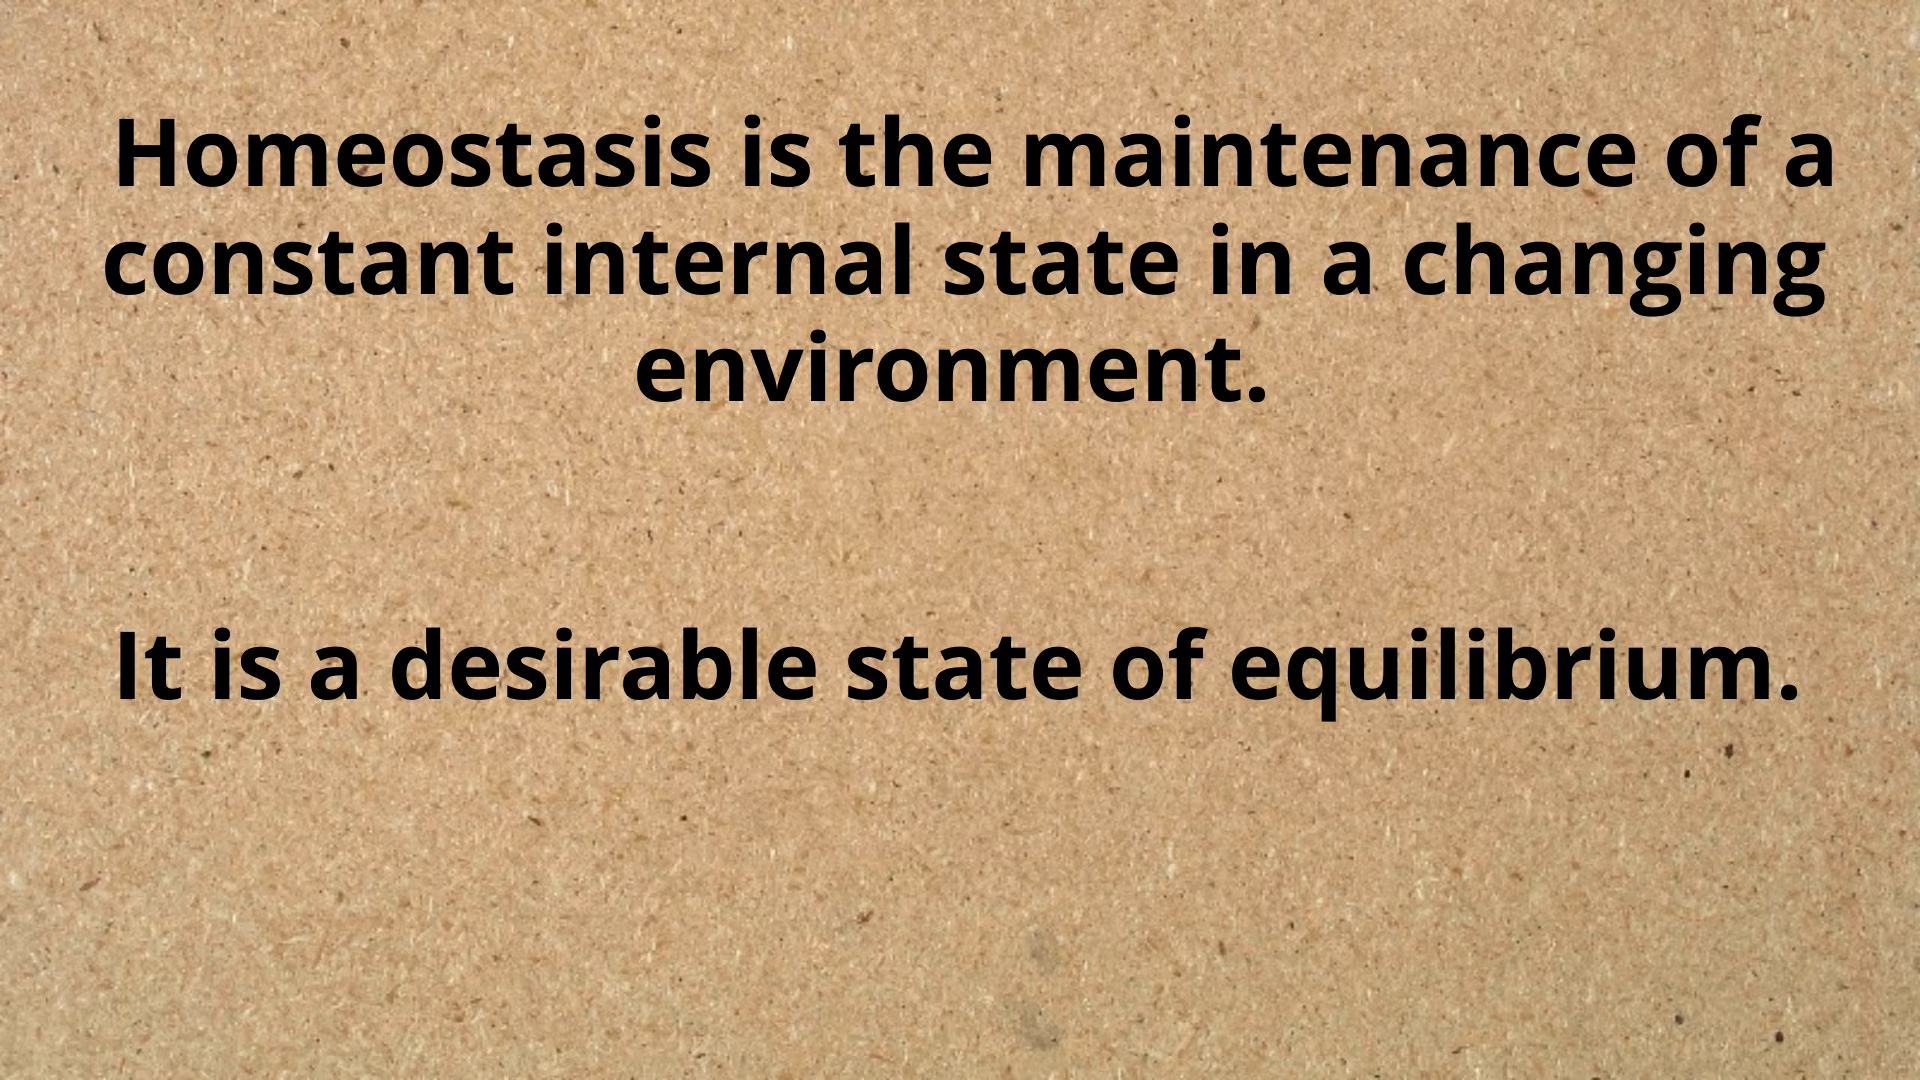 Homeostasis is the maintenance of a
constant internal state in a changing
environment.
It is a desirable state of equilibrium.